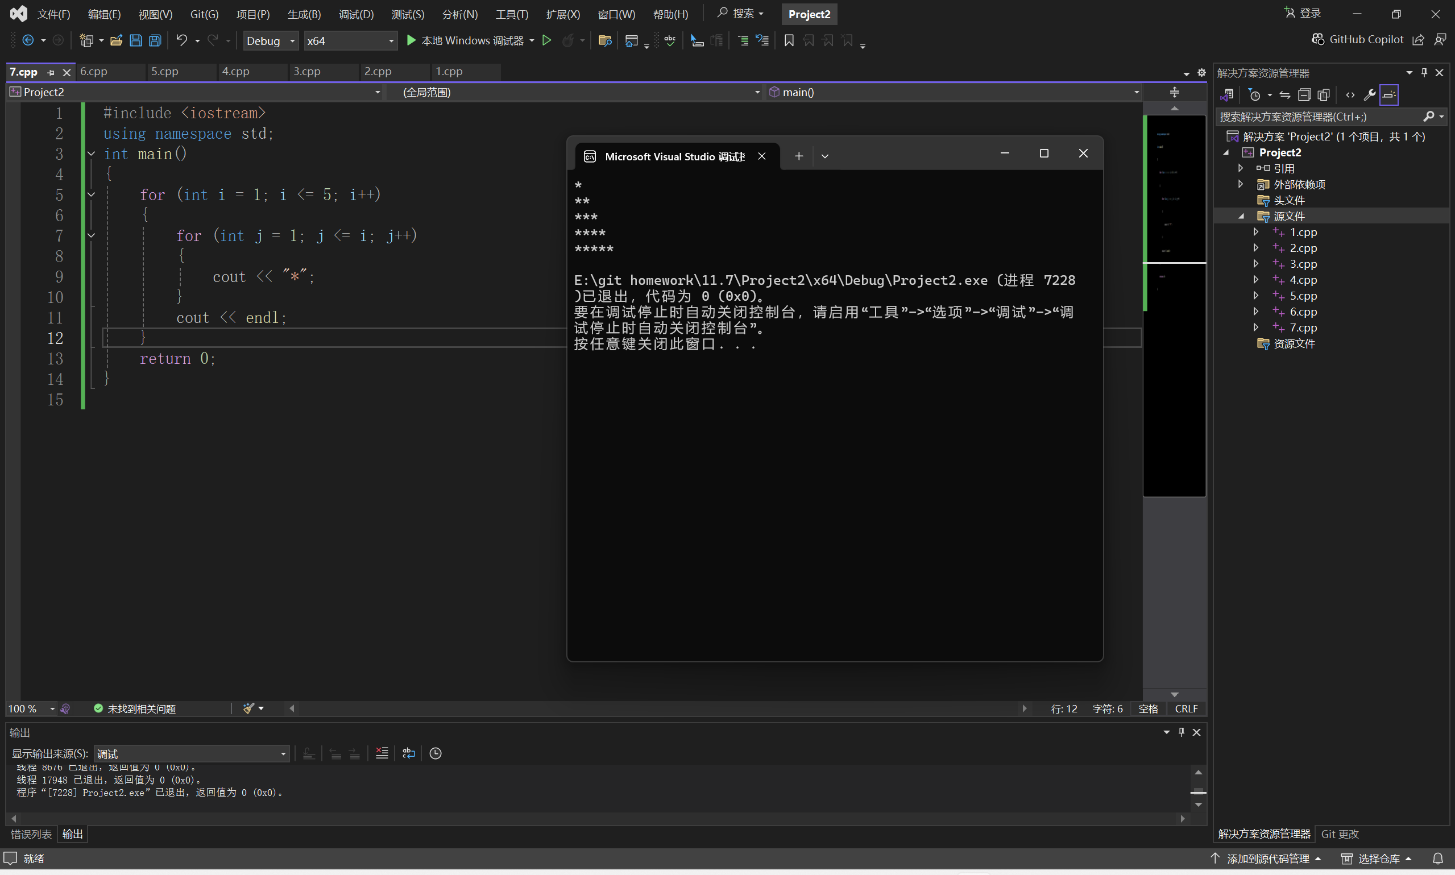 文件(F) 编辑(E) 视图(V) Git(G) 项目(P) 生成(B) 调试(D) 测试(S) 分析(N) 工具(T) 扩展(X) 窗口(W) 帮助(H) 搜索 Project2 登录
Debug x64 本地 Windows 调试器 GitHub Copilot
7.cpp 6.cpp 5.cpp 4.cpp 3.cpp 2.cpp 1.cpp
Project2 (全局范围) main()
1 #include <iostream>
2 using namespace std;
3 int main()
4 {
5 for (int i = 1; i <= 5; i++)
6 {
7 for (int j = 1; j <= i; j++)
8 {
9 cout << "*";
10 }
11 cout << endl;
12 }
13 return 0;
14 }
15
Microsoft Visual Studio 调试
*
**
***
****
*****
E:\git homework\11.7\Project2\x64\Debug\Project2.exe (进程 7228
)已退出，代码为 0 (0x0)。
要在调试停止时自动关闭控制台，请启用“工具”->“选项”->“调试”->“调
试停止时自动关闭控制台”。
按任意键关闭此窗口. . .
解决方案资源管理器
搜索解决方案资源管理器(Ctrl+;)
解决方案 'Project2' (1 个项目，共 1 个)
Project2
引用
外部依赖项
头文件
源文件
1.cpp
2.cpp
3.cpp
4.cpp
5.cpp
6.cpp
7.cpp
资源文件
100 % 未找到相关问题 行: 12 字符: 6 空格 CRLF
输出
显示输出来源(S): 调试
线程 8676 已退出，返回值为 0 (0x0)。
线程 17948 已退出，返回值为 0 (0x0)。
程序“[7228] Project2.exe”已退出，返回值为 0 (0x0)。
错误列表 输出
解决方案资源管理器 Git 更改
就绪 添加到源代码管理 选择仓库